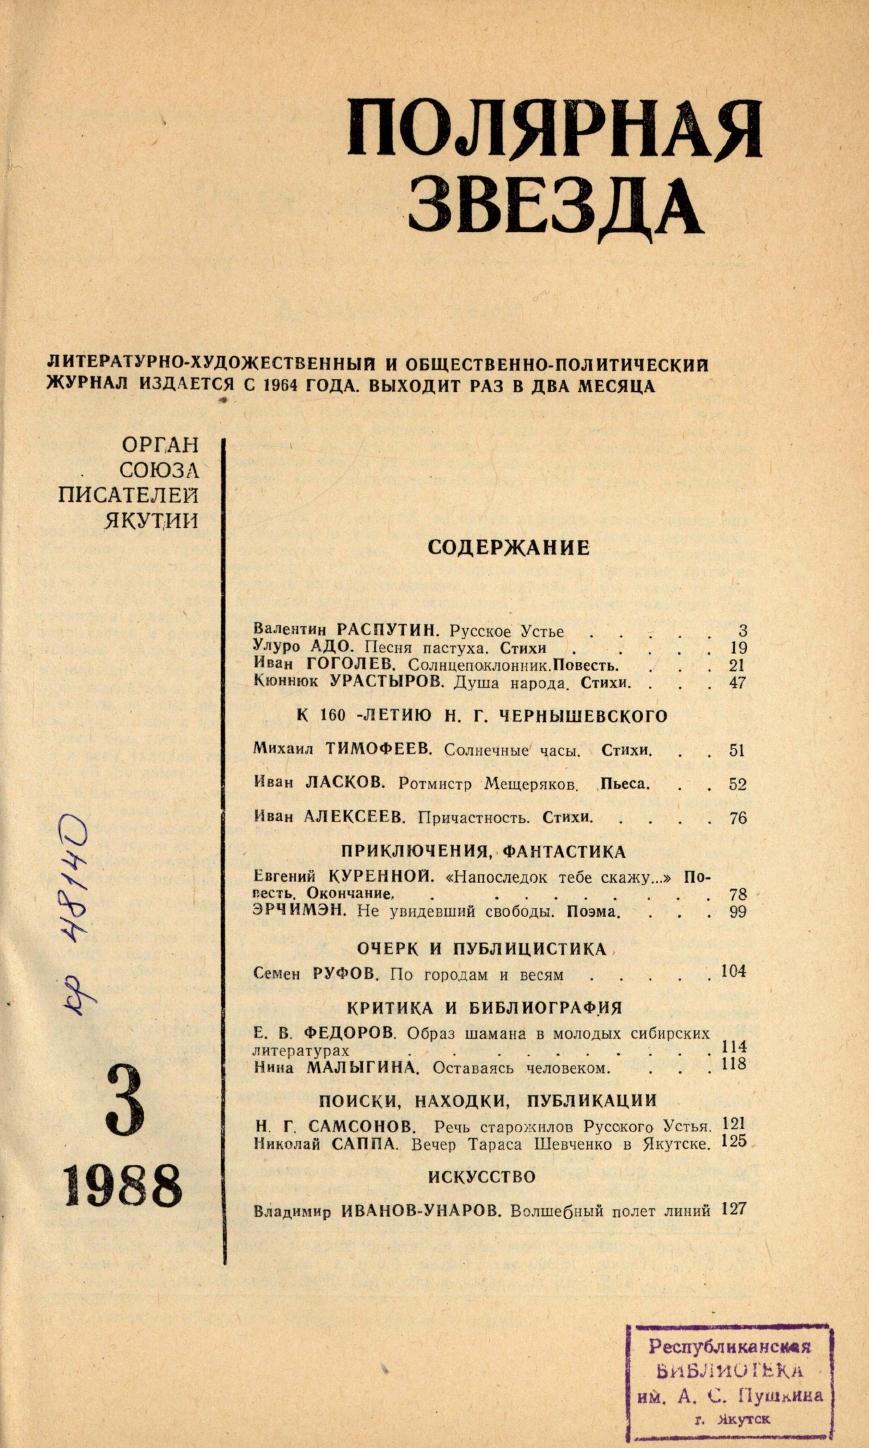 ПОЛЯРНАЯ
ЗВЕЗДА
ЛИТЕРАТУРНО-ХУДОЖЕСТВЕННЫЙ И ОБЩЕСТВЕННО-ПОЛИТИЧЕСКИЙ
ЖУРНАЛ ИЗДАЕТСЯ С 1964 ГОДА. ВЫХОДИТ РАЗ В ДВА МЕСЯЦА
ОРГАН
СОЮЗА
ПИСАТЕЛЕЙ
ЯКУТИИ
СОДЕРЖАНИЕ
Валентин РАСПУТИН. Русское Устье . . . . . 3
Улуро АДО. Песня пастуха. Стихи . . . . . 19
Иван ГОГОЛЕВ. Солнцепоклонник.Повесть. . . . 21
Кюннюк УРАСТЫРОВ. Душа народа. Стихи. . . . 47
К 160 -ЛЕТИЮ Н. Г. ЧЕРНЫШЕВСКОГО
Михаил ТИМОФЕЕВ. Солнечные часы. Стихи. . . 51
Иван ЛАСКОВ. Ротмистр Мещеряков. Пьеса. . . 52
Иван АЛЕКСЕЕВ. Причастность. Стихи. . . . . 76
ПРИКЛЮЧЕНИЯ, ФАНТАСТИКА
Евгений КУРЕННОЙ. «Напоследок тебе скажу...» По-
весть. Окончание. . . . . . . . . 78
ЭРЧИМЭН. Не увидевший свободы. Поэма. . . . 99
ОЧЕРК И ПУБЛИЦИСТИКА
Семен РУФОВ. По городам и весям . . . . . 104
КРИТИКА И БИБЛИОГРАФИЯ
Е. В. ФЕДОРОВ. Образ шамана в молодых сибирских
литературах . . . . . . . . . 114
Нина МАЛЫГИНА. Оставаясь человеком. . . . 118
ПОИСКИ, НАХОДКИ, ПУБЛИКАЦИИ
Н. Г. САМСОНОВ. Речь старожилов Русского Устья. 121
Николай САППА. Вечер Тараса Шевченко в Якутске. 125
ИСКУССТВО
Владимир ИВАНОВ-УНАРОВ. Волшебный полет линий 127
кр 48140
3
1988
Республиканская
БИБЛИОТЕКА
им. А. С. Пушкина
г. Якутск